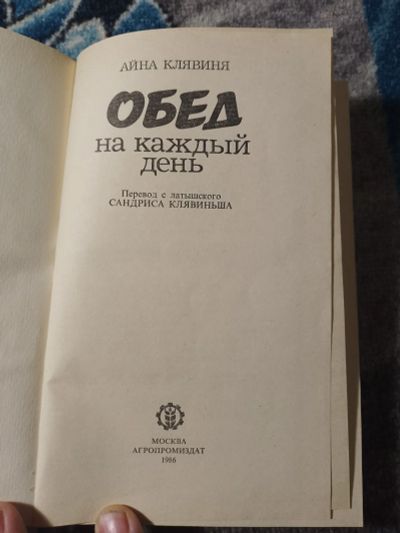 АЙНА КЛЯВИНЯ
ОБЕД
на каждый
день
Перевод с латышского
САНДРИСА КЛЯВИНЬША
МОСКВА
АГРОПРОМИЗДАТ
1986